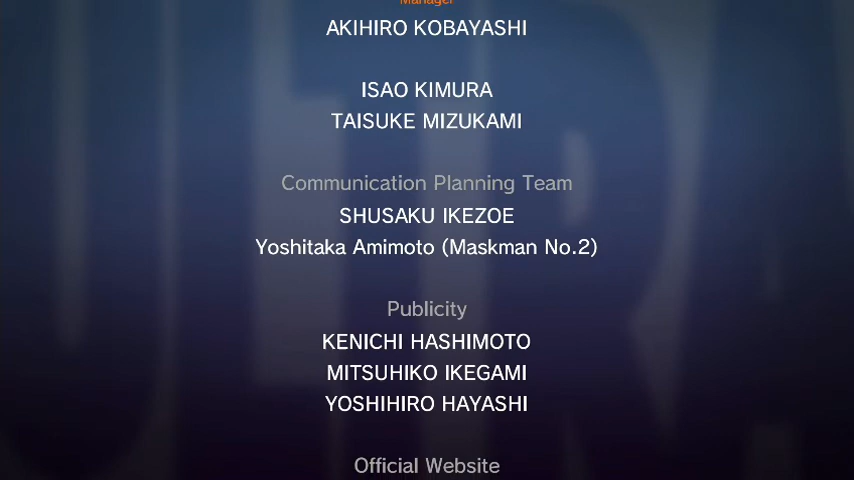 Manager
AKIHIRO KOBAYASHI
ISAO KIMURA
TAISUKE MIZUKAMI
Communication Planning Team
SHUSAKU IKEZOE
Yoshitaka Amimoto (Maskman No.2)
Publicity
KENICHI HASHIMOTO
MITSUHIKO IKEGAMI
YOSHIHIRO HAYASHI
Official Website